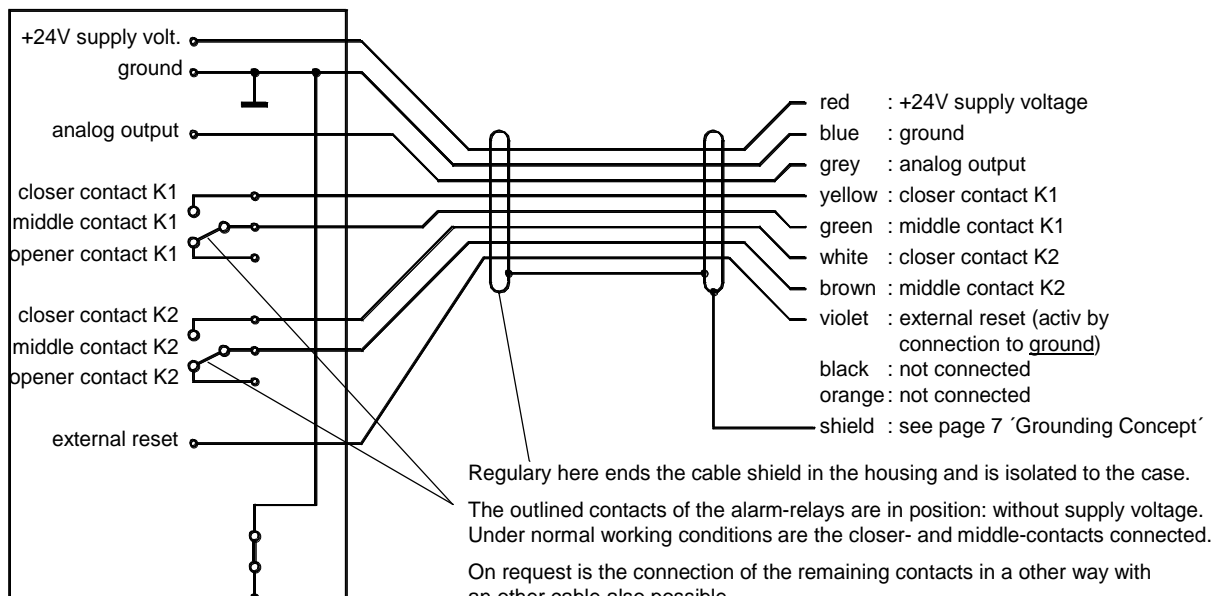 +24V supply volt.
ground
analog output
closer contact K1
middle contact K1
opener contact K1
closer contact K2
middle contact K2
opener contact K2
external reset
red : +24V supply voltage
blue : ground
grey : analog output
yellow : closer contact K1
green : middle contact K1
white : closer contact K2
brown : middle contact K2
violet : external reset (activ by
connection to ground)
black : not connected
orange : not connected
shield : see page 7 ´Grounding Concept´
Regulary here ends the cable shield in the housing and is isolated to the case.
The outlined contacts of the alarm-relays are in position: without supply voltage.
Under normal working conditions are the closer- and middle-contacts connected.
On request is the connection of the remaining contacts in a other way with
an other cable also possible